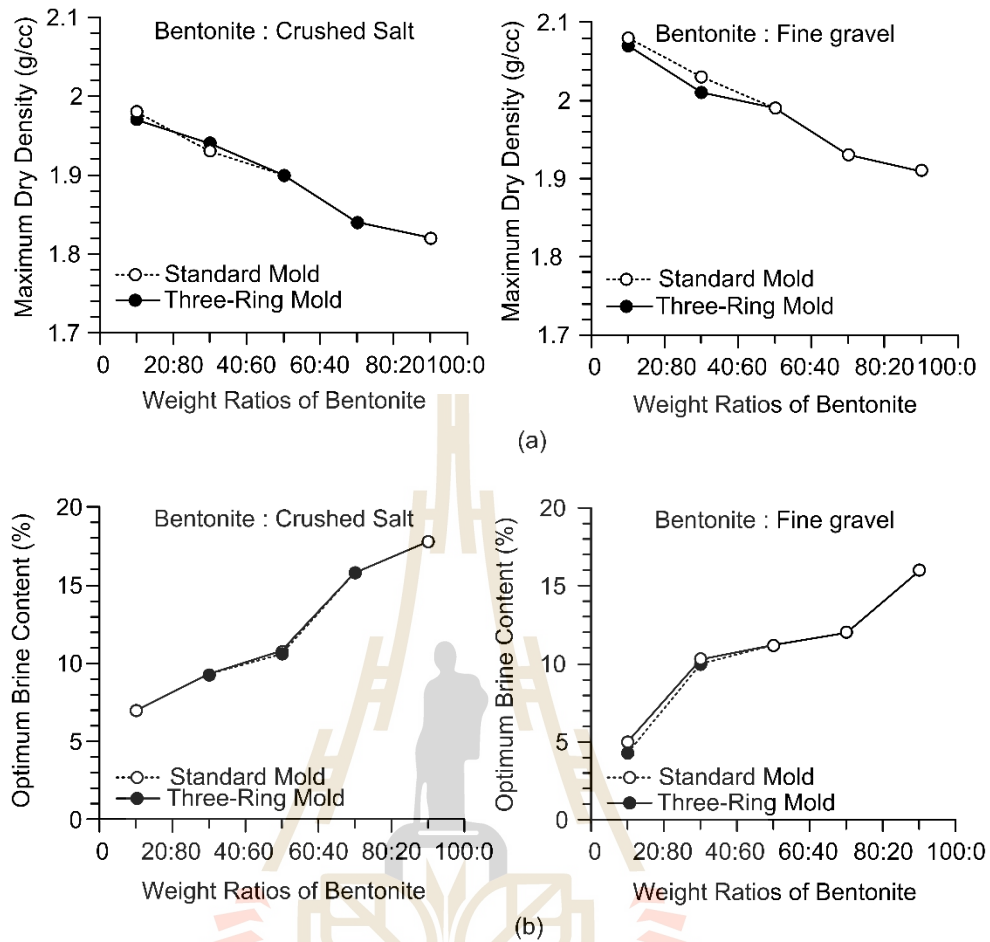 Maximum Dry Density (g/cc)
2.1
2
1.9
1.8
1.7
Bentonite : Crushed Salt
Standard Mold
Three-Ring Mold
0 20:80 40:60 60:40 80:20 100:0
Weight Ratios of Bentonite
Maximum Dry Density (g/cc)
2.1
2
1.9
1.8
1.7
Bentonite : Fine gravel
Standard Mold
Three-Ring Mold
0 20:80 40:60 60:40 80:20 100:0
Weight Ratios of Bentonite
(a)
Optimum Brine Content (%)
20
15
10
5
0
Bentonite : Crushed Salt
Standard Mold
Three-Ring Mold
0 20:80 40:60 60:40 80:20 100:0
Weight Ratios of Bentonite
Optimum Brine Content (%)
20
15
10
5
0
Bentonite : Fine gravel
Standard Mold
Three-Ring Mold
0 20:80 40:60 60:40 80:20 100:0
Weight Ratios of Bentonite
(b)